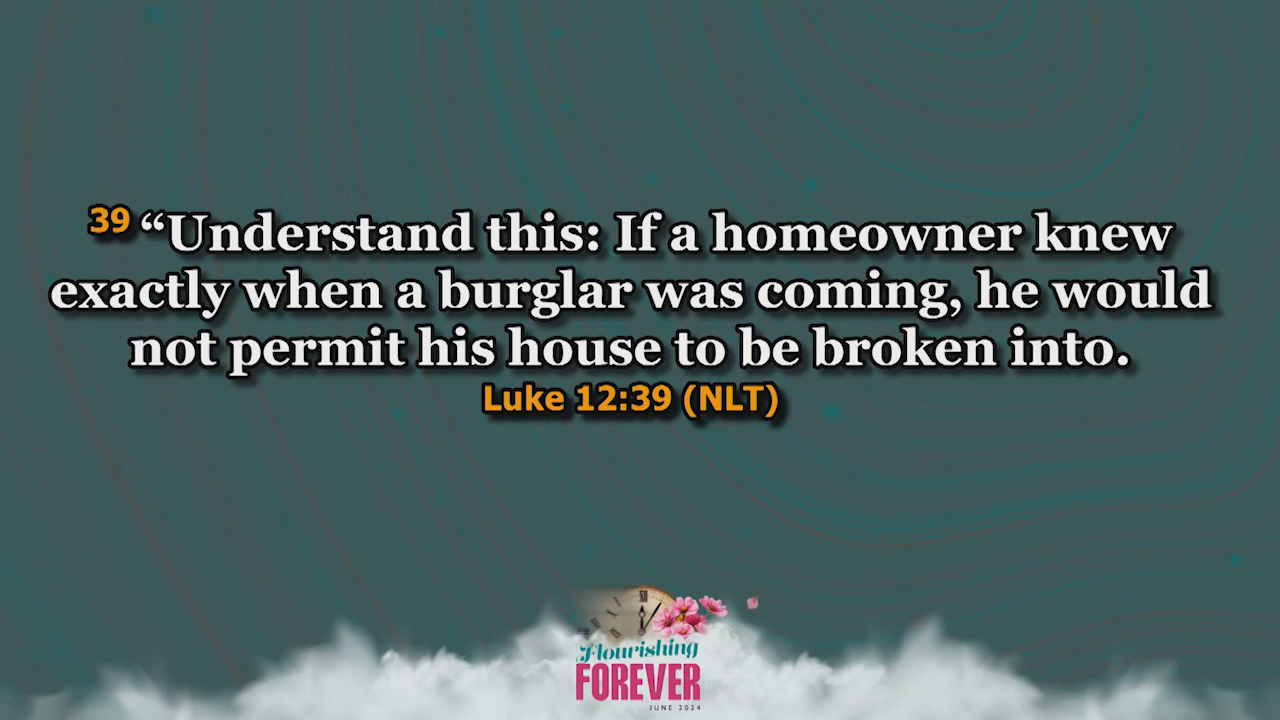 39 “Understand this: If a homeowner knew
exactly when a burglar was coming, he would
not permit his house to be broken into.
Luke 12:39 (NLT)
XII
Flourishing
FOREVER
JUNE 2024